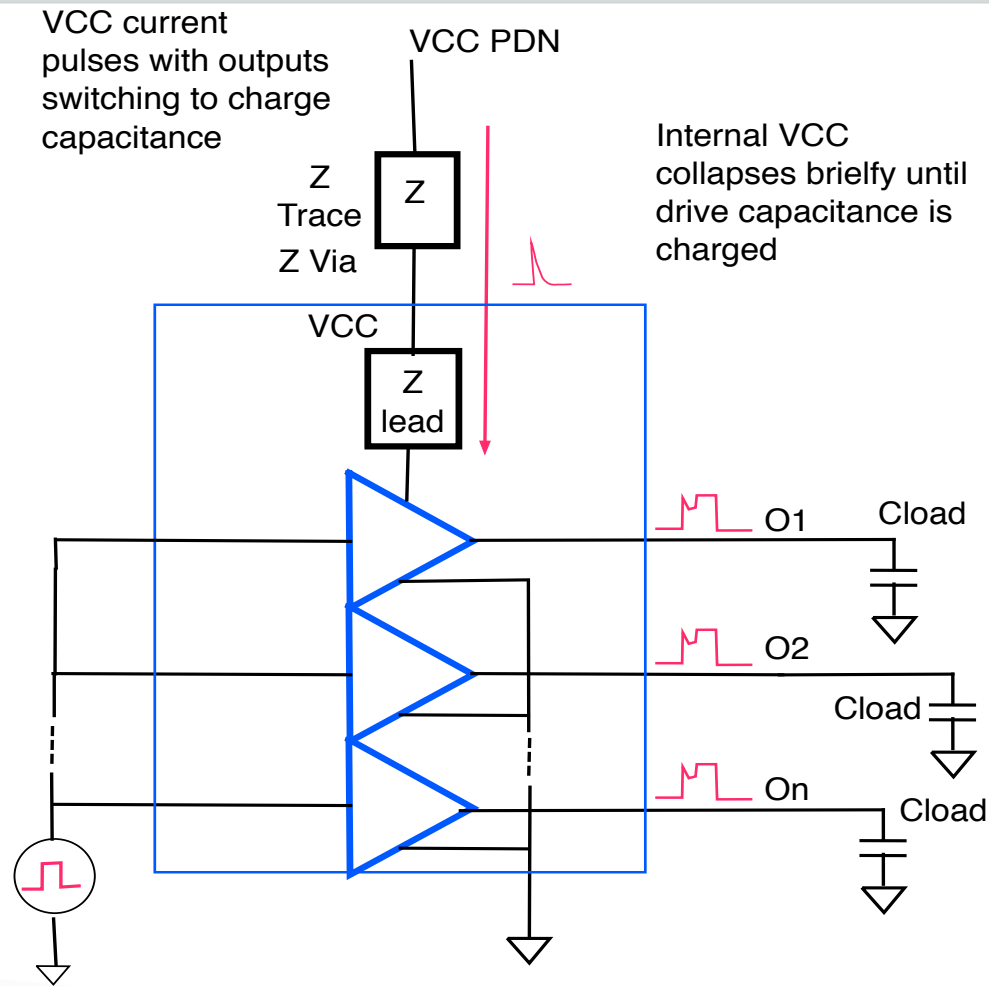 VCC current
pulses with outputs
switching to charge
capacitance
VCC PDN
Internal VCC
collapses brielfy until
drive capacitance is
charged
Z
Trace
Z Via
Z
VCC
Z
lead
O1
Cload
O2
Cload
On
Cload